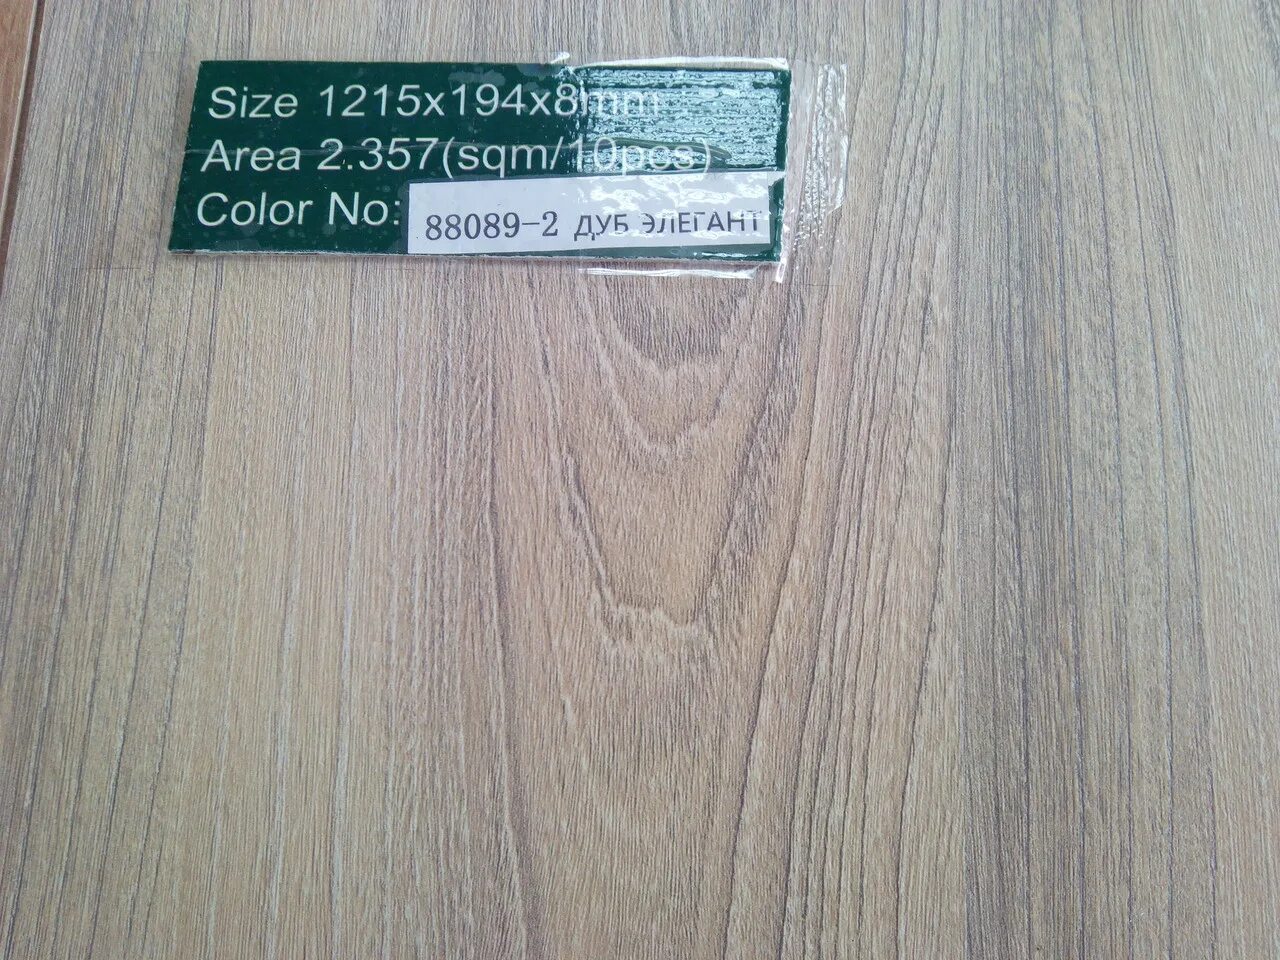 Size 1215x194x8mm
Area 2.357(sqm/10pcs)
Color No: 88089-2 ДУБ ЭЛЕГАНТ